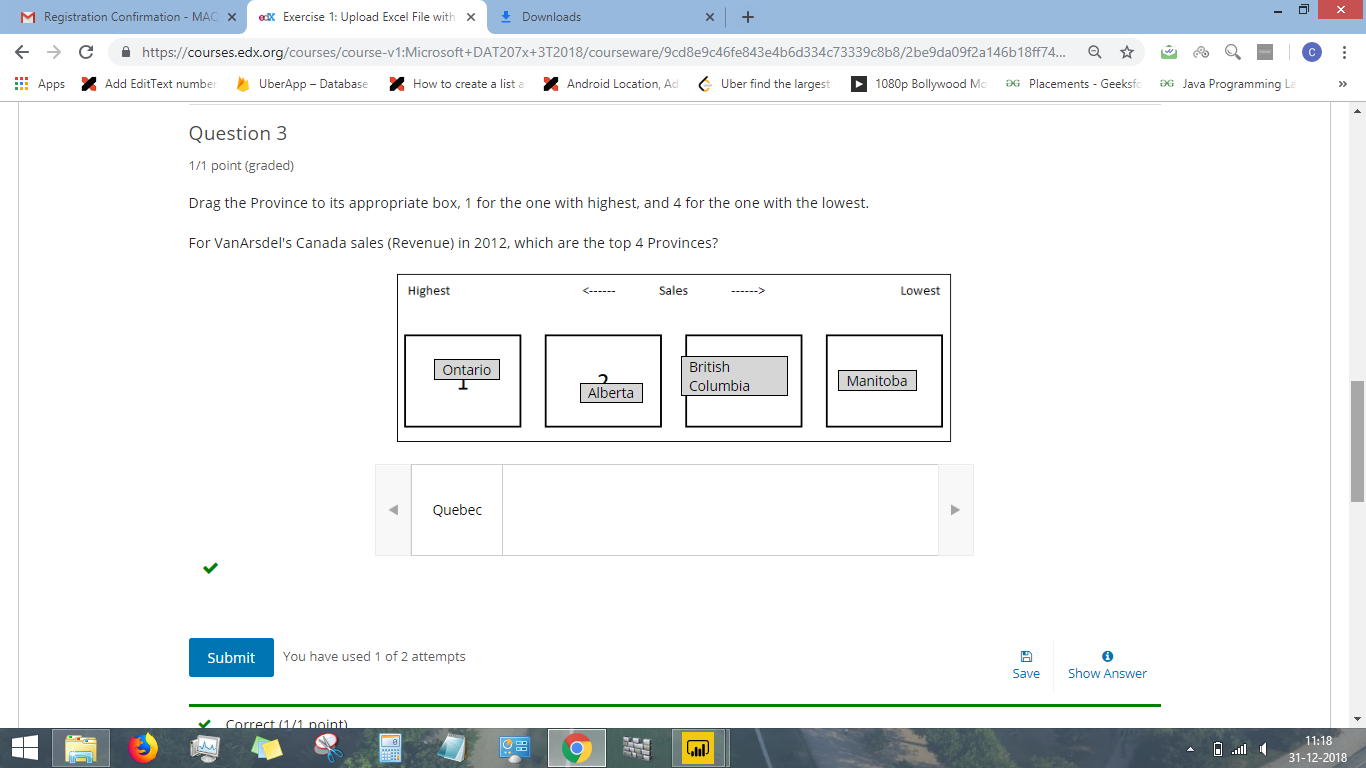 Registration Confirmation - MAC
Exercise 1: Upload Excel File with
Downloads
https://courses.edx.org/courses/course-v1:Microsoft+DAT207x+3T2018/courseware/9cd8e9c46fe843e4b6d334c73339c8b8/2be9da09f2a146b18ff74...
C
Apps
Add EditText number
UberApp – Database
How to create a list a
Android Location, Ad
Uber find the largest
1080p Bollywood Mo
Placements - Geeksfo
Java Programming La
Question 3
1/1 point (graded)
Drag the Province to its appropriate box, 1 for the one with highest, and 4 for the one with the lowest.
For VanArsdel's Canada sales (Revenue) in 2012, which are the top 4 Provinces?
Highest <------ Sales ------> Lowest
Ontario
1
2
Alberta
British
Columbia
Manitoba
Quebec
Submit
You have used 1 of 2 attempts
Save
Show Answer
Correct (1/1 point)
11:18
31-12-2018